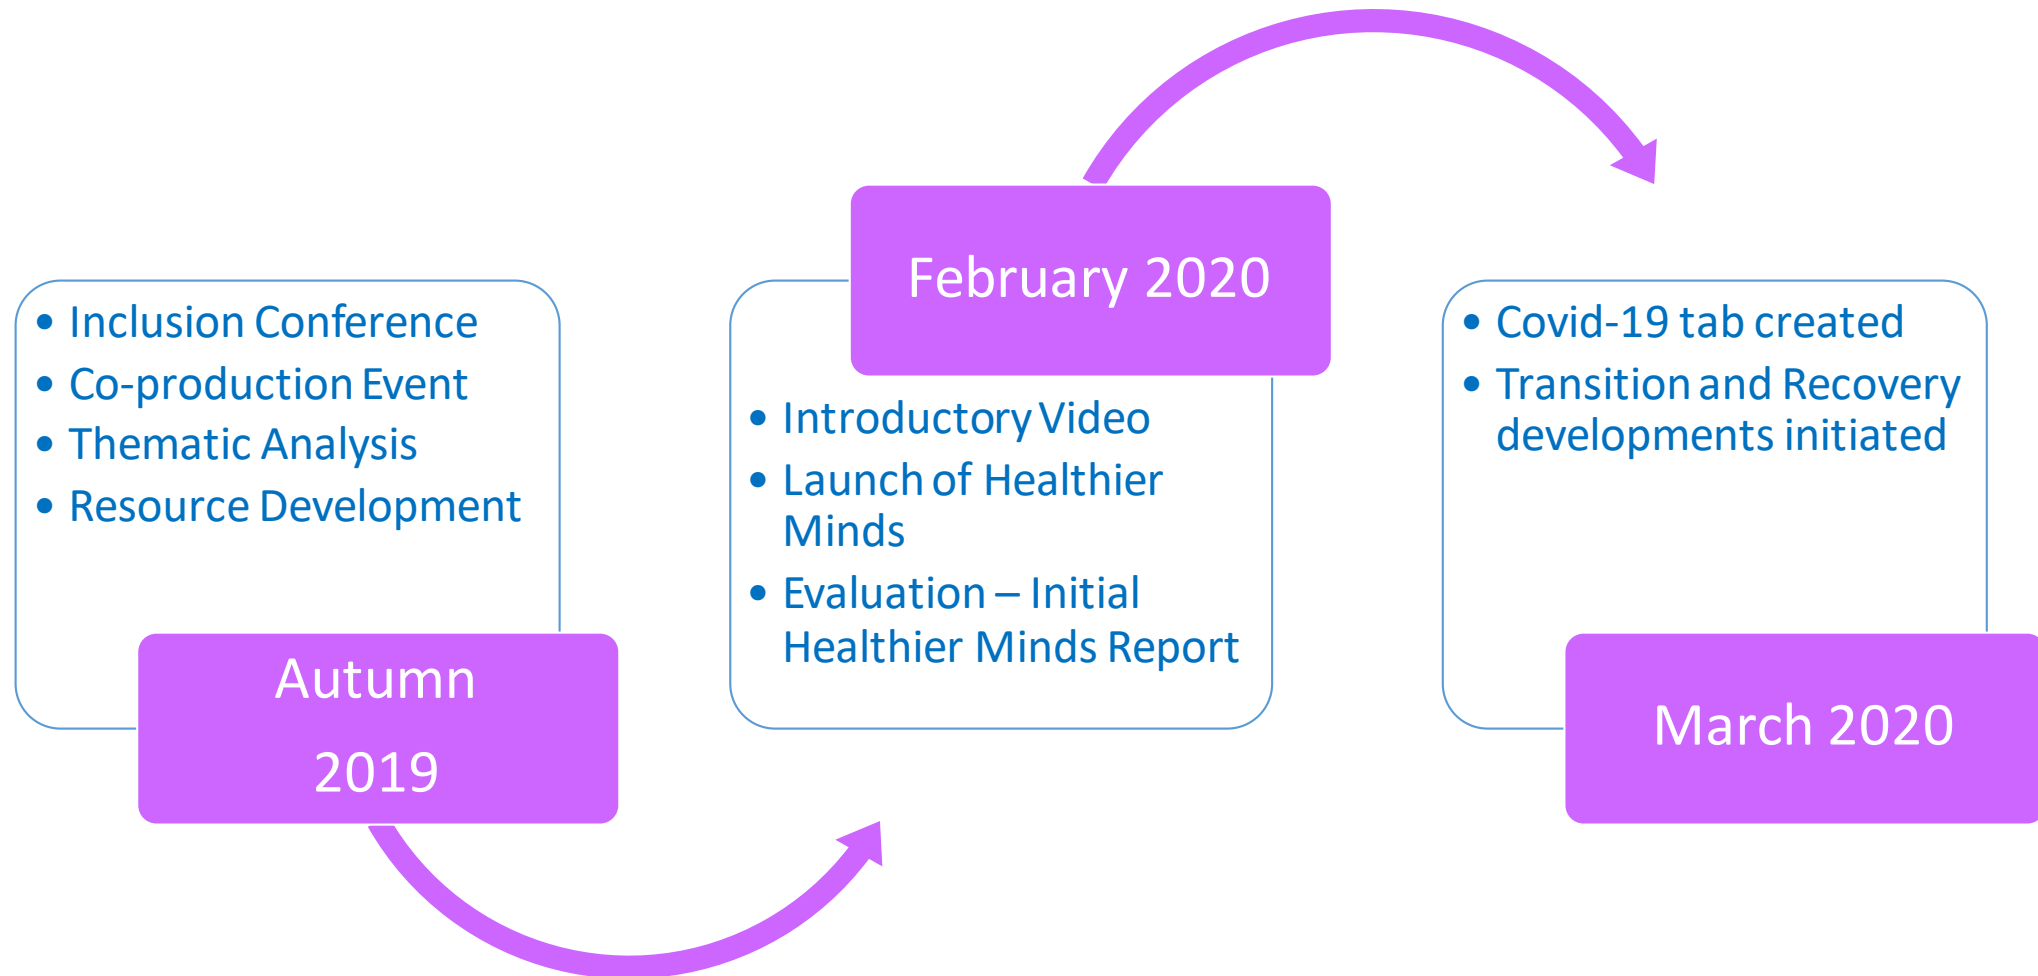 • Inclusion Conference
• Co-production Event
• Thematic Analysis
• Resource Development
Autumn
2019
February 2020
• Introductory Video
• Launch of Healthier
Minds
• Evaluation – Initial
Healthier Minds Report
• Covid-19 tab created
• Transition and Recovery
developments initiated
March 2020